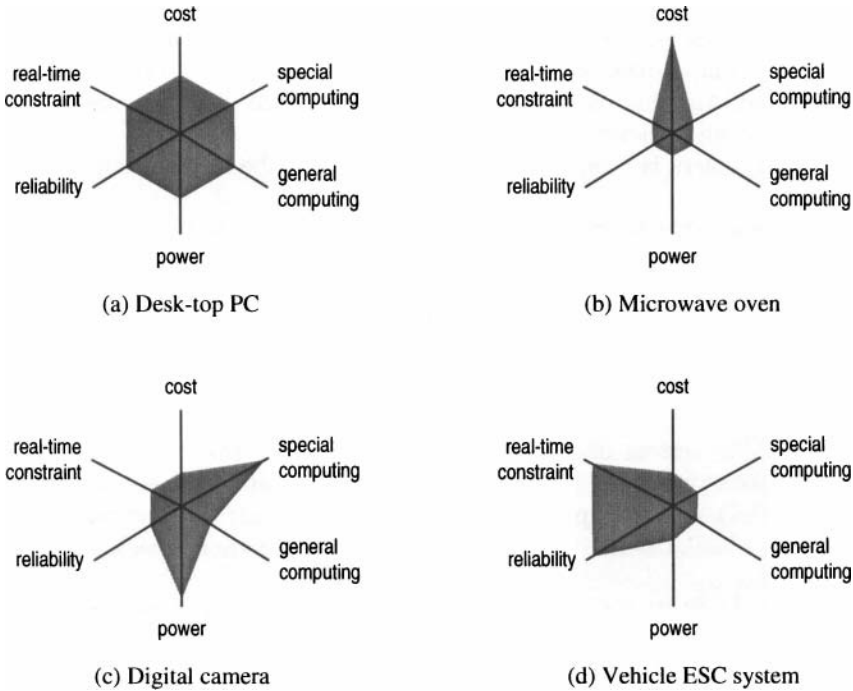 cost
real-time
constraint
special
computing
reliability
general
computing
power
(a) Desk-top PC
cost
real-time
constraint
special
computing
reliability
general
computing
power
(b) Microwave oven
cost
real-time
constraint
special
computing
reliability
general
computing
power
(c) Digital camera
cost
real-time
constraint
special
computing
reliability
general
computing
power
(d) Vehicle ESC system